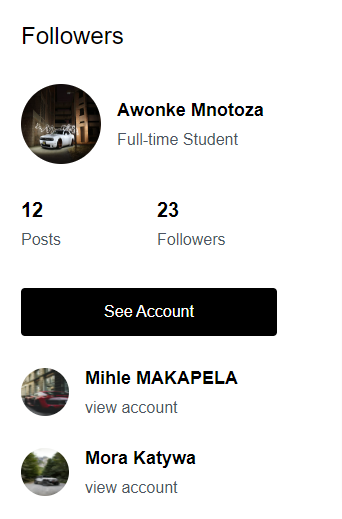 Followers
Awonke Mnotoza
Full-time Student
12 23
Posts Followers
See Account
Mihle MAKAPELA
view account
Mora Katywa
view account